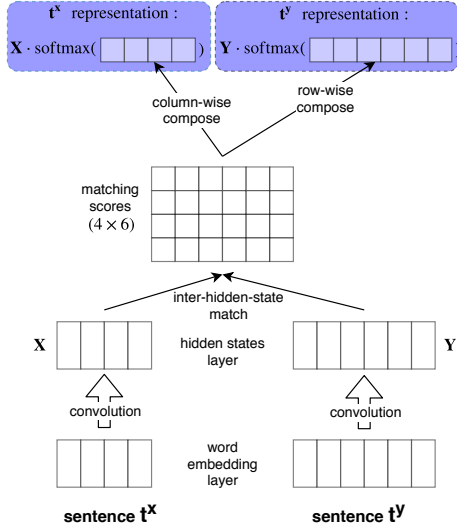 t^x representation :
X · softmax( )
t^y representation :
Y · softmax( )
column-wise
compose
row-wise
compose
matching
scores
(4 × 6)
inter-hidden-state
match
X
hidden states
layer
Y
convolution
convolution
word
embedding
layer
sentence t^x
sentence t^y